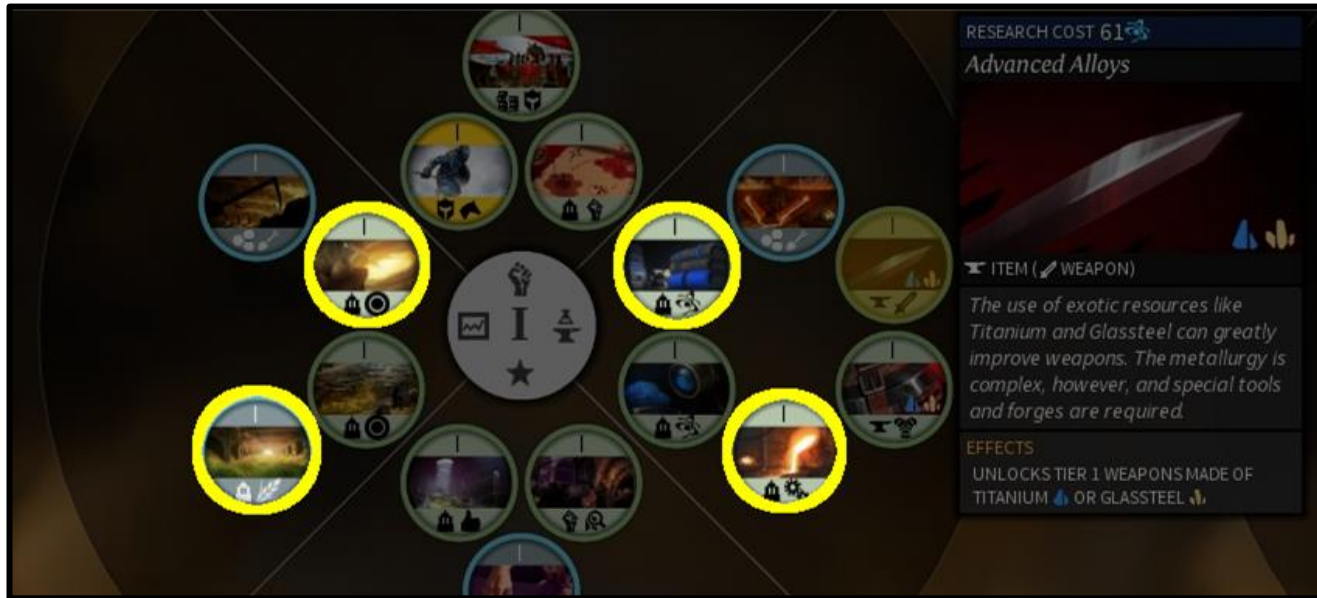 RESEARCH COST 61
Advanced Alloys
ITEM ( WEAPON)
The use of exotic resources like
Titanium and Glassteel can greatly
improve weapons. The metallurgy is
complex, however, and special tools
and forges are required.
EFFECTS
UNLOCKS TIER 1 WEAPONS MADE OF
TITANIUM OR GLASSTEEL
I